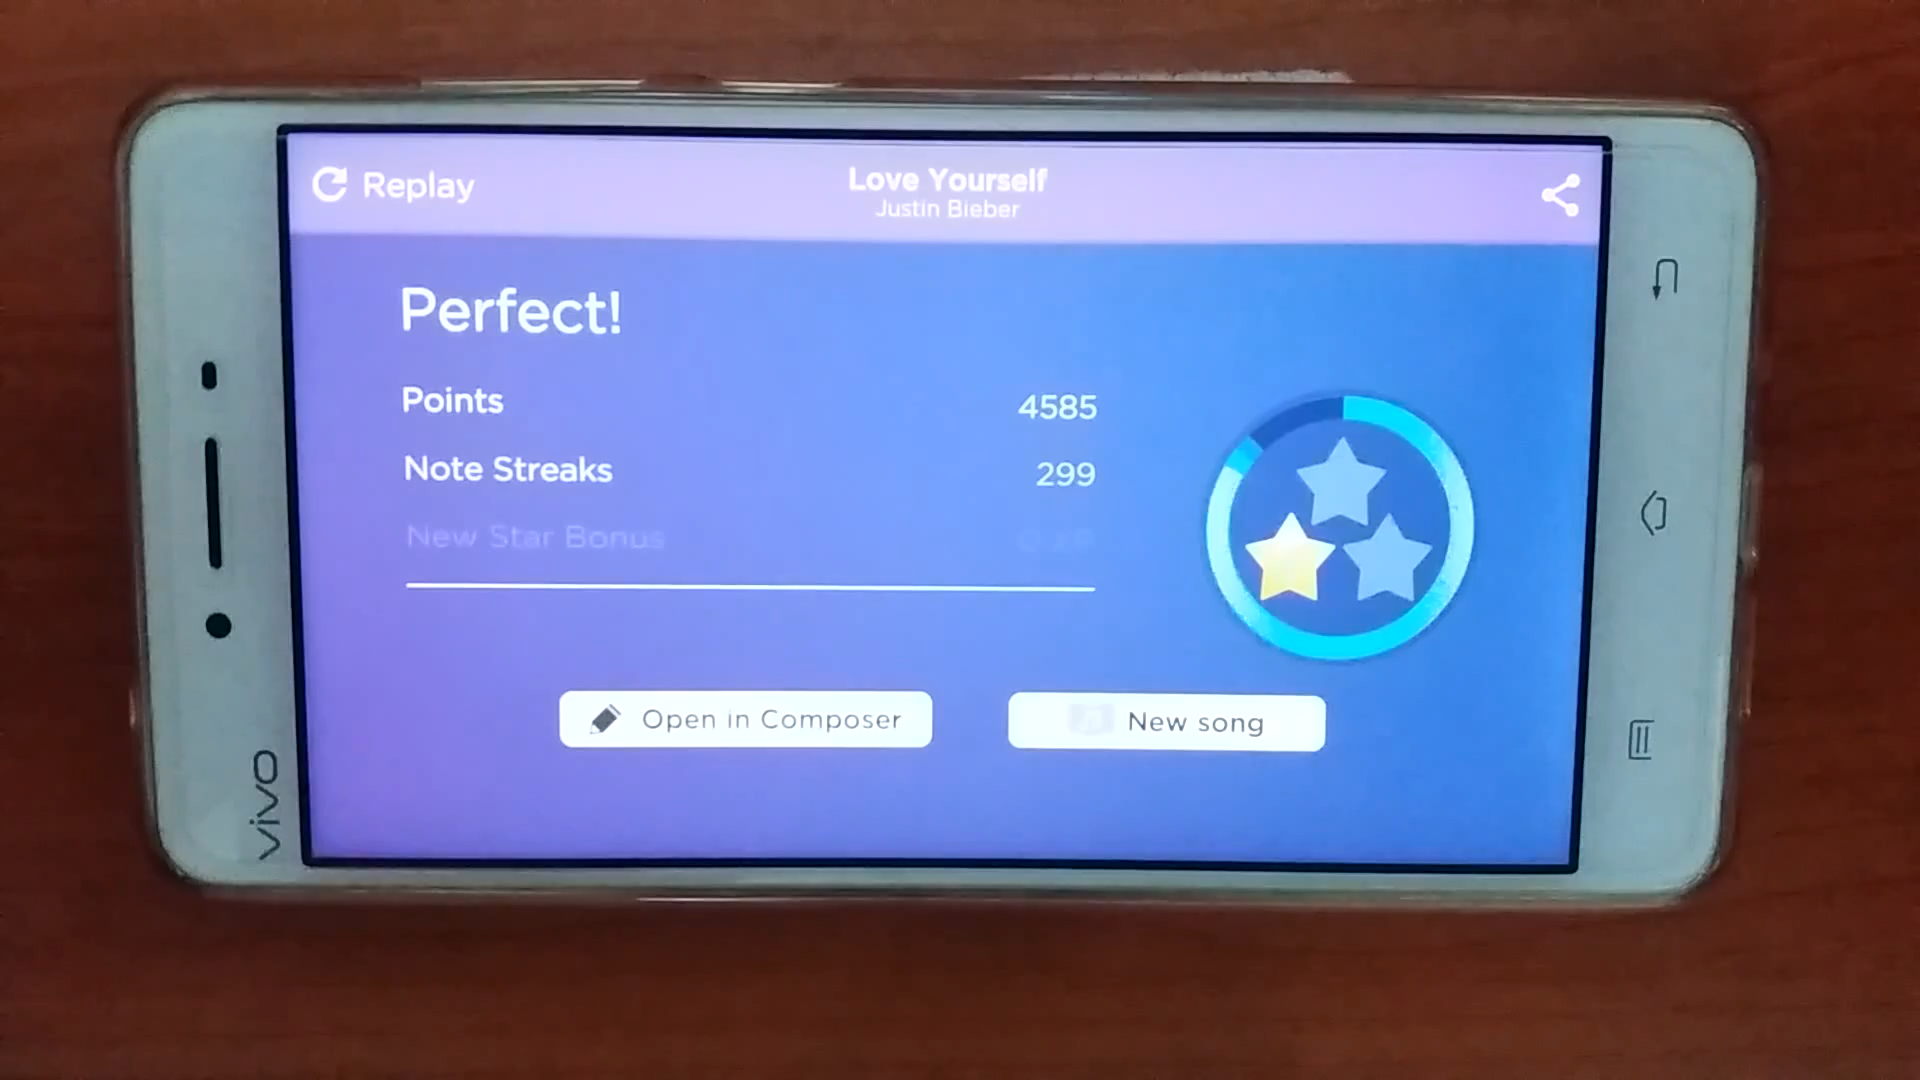 Replay
Love Yourself
Justin Bieber
Perfect!
Points 4585
Note Streaks 299
New Star Bonus
Open in Composer
New song
vivo